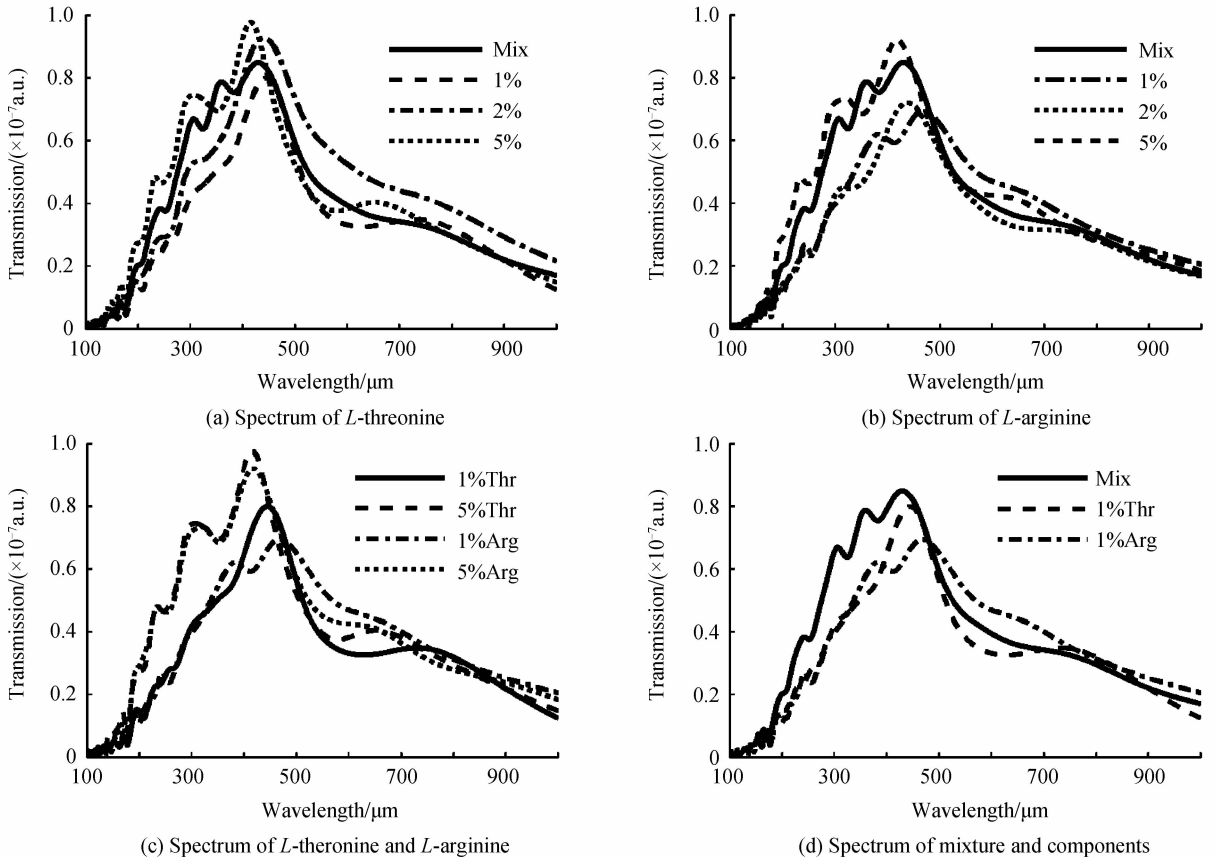 1.0
0.8
0.6
0.4
0.2
0
Transmission/(×10⁻⁷a.u.)
Mix
1%
2%
5%
100 300 500 700 900
Wavelength/μm
(a) Spectrum of L-threonine
1.0
0.8
0.6
0.4
0.2
0
Transmission/(×10⁻⁷a.u.)
Mix
1%
2%
5%
100 300 500 700 900
Wavelength/μm
(b) Spectrum of L-arginine
1.0
0.8
0.6
0.4
0.2
0
Transmission/(×10⁻⁷a.u.)
1%Thr
5%Thr
1%Arg
5%Arg
100 300 500 700 900
Wavelength/μm
(c) Spectrum of L-theronine and L-arginine
1.0
0.8
0.6
0.4
0.2
0
Transmission/(×10⁻⁷a.u.)
Mix
1%Thr
1%Arg
100 300 500 700 900
Wavelength/μm
(d) Spectrum of mixture and components